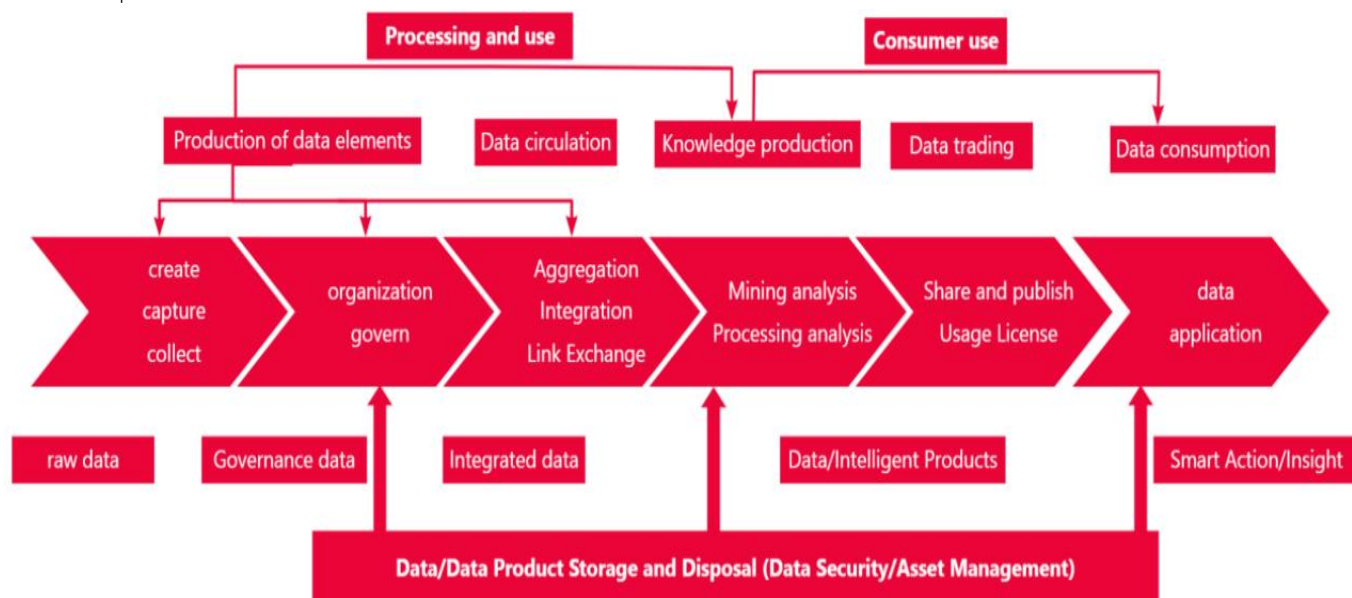 Processing and use
Consumer use
Production of data elements
Data circulation
Knowledge production
Data trading
Data consumption
create
capture
collect
organization
govern
Aggregation
Integration
Link Exchange
Mining analysis
Processing analysis
Share and publish
Usage License
data
application
raw data
Governance data
Integrated data
Data/Intelligent Products
Smart Action/Insight
Data/Data Product Storage and Disposal (Data Security/Asset Management)